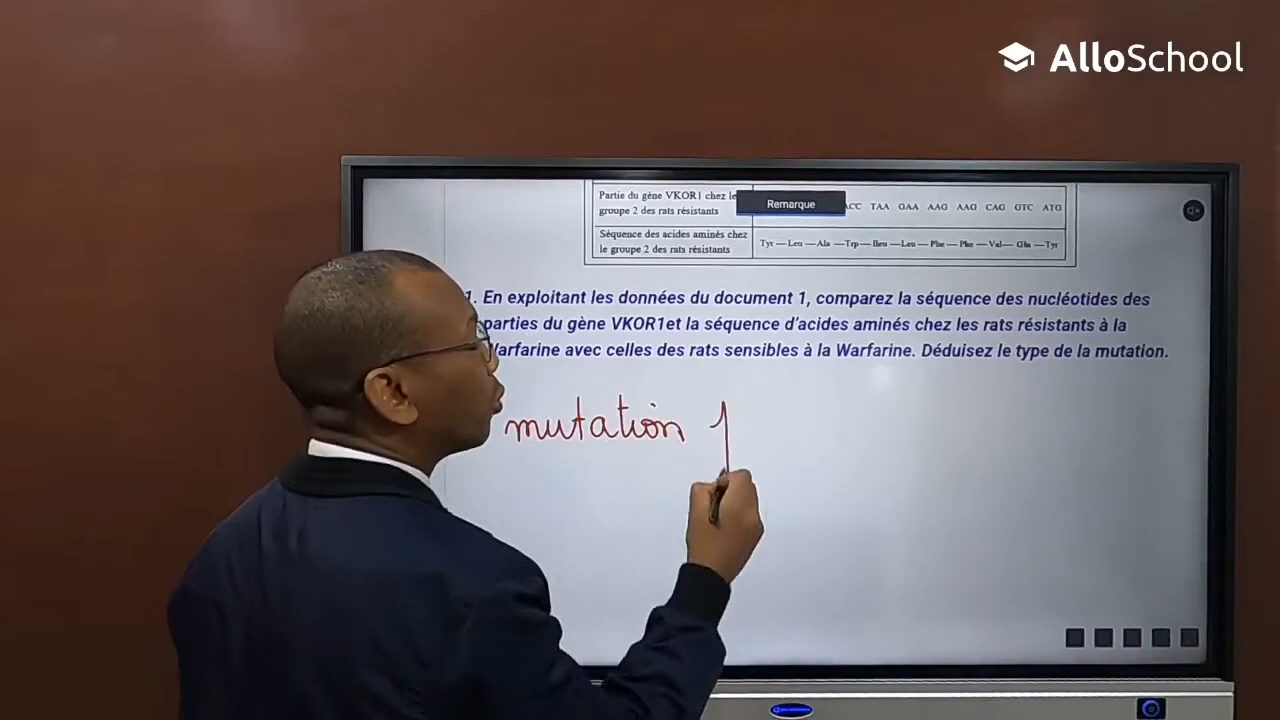 AlloSchool
Partie du gène VKOR1 chez le
groupe 2 des rats résistants
Remarque
ACC TAA GAA AAG AAG CAG GTC ATG
Séquence des acides aminés chez
le groupe 2 des rats résistants
Tyr — Leu — Ala — Trp — Ileu — Leu — Phe — Phe — Val — Gln — Tyr
1. En exploitant les données du document 1, comparez la séquence des nucléotides des
parties du gène VKOR1et la séquence d'acides aminés chez les rats résistants à la
Warfarine avec celles des rats sensibles à la Warfarine. Déduisez le type de la mutation.
mutation 1